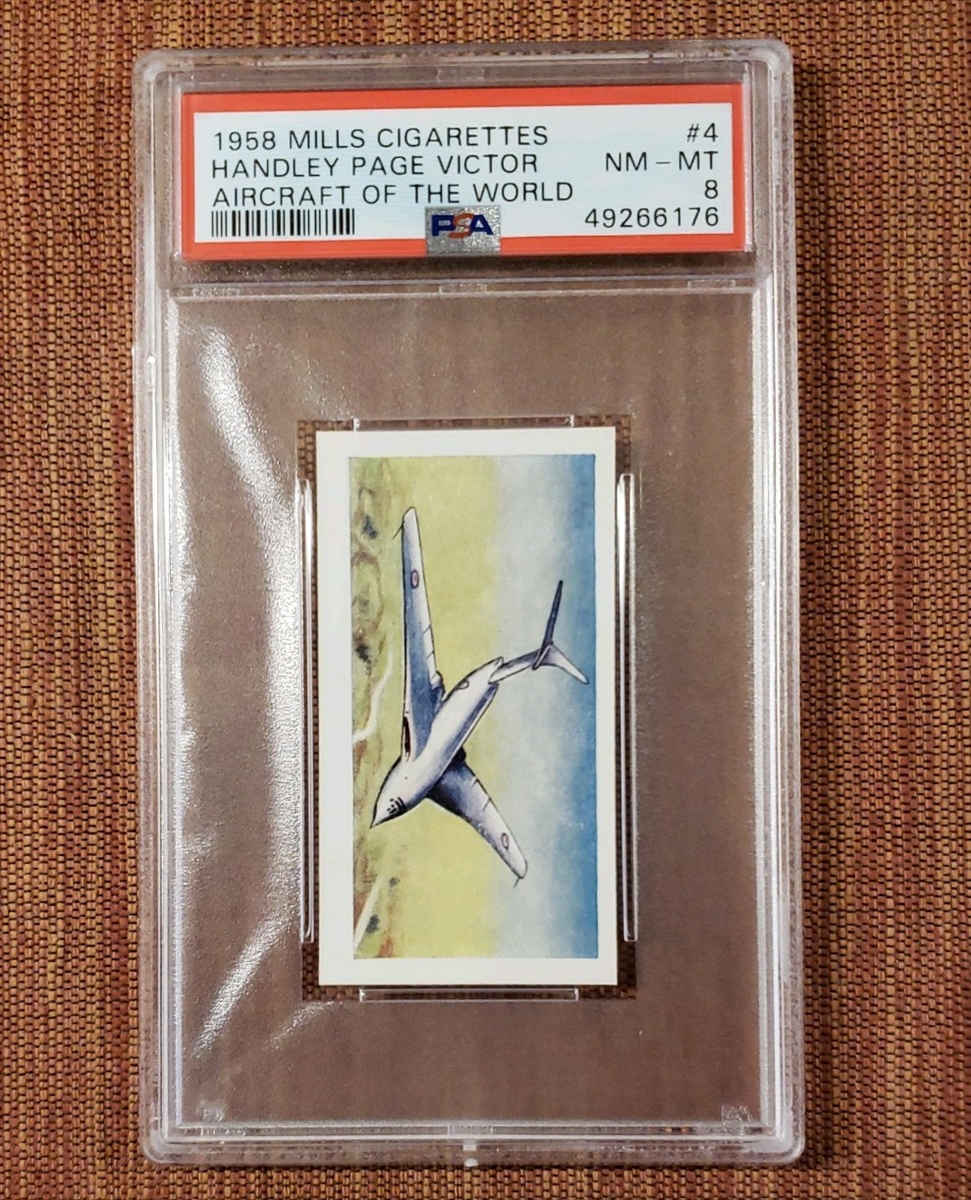 1958 MILLS CIGARETTES #4
HANDLEY PAGE VICTOR NM - MT
AIRCRAFT OF THE WORLD 8
PSA 49266176